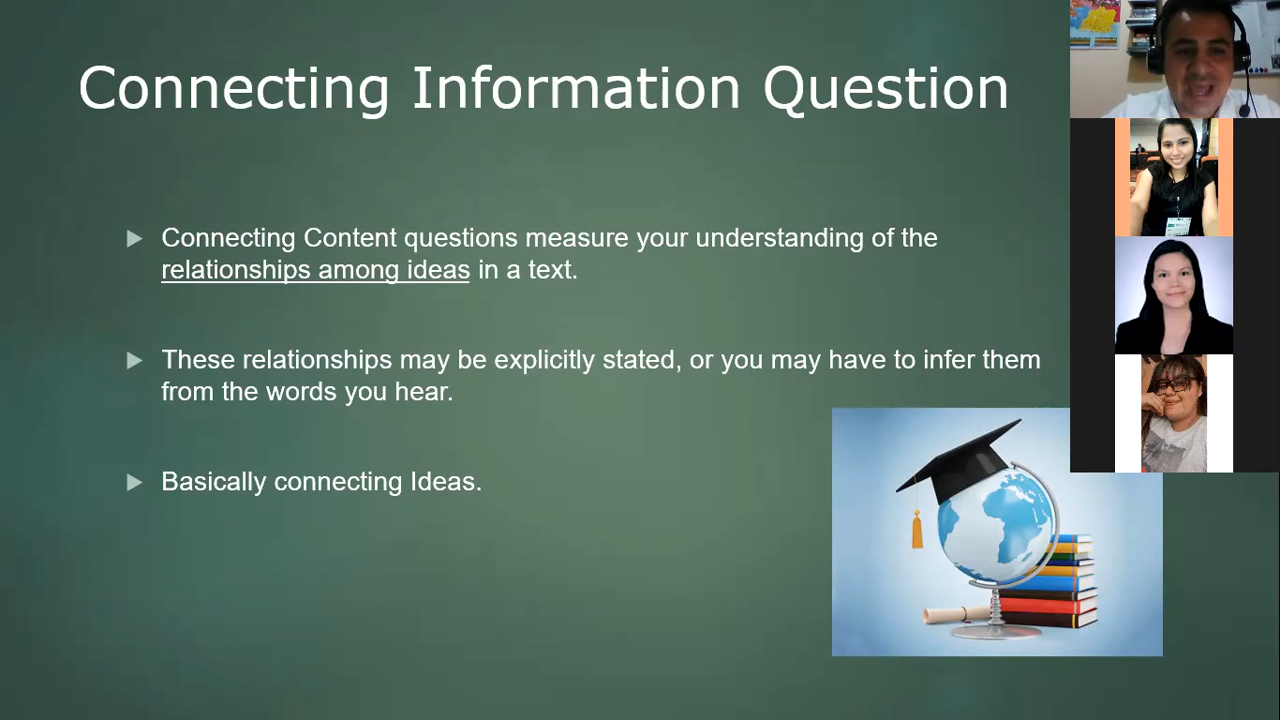 Connecting Information Question
Connecting Content questions measure your understanding of the
relationships among ideas in a text.
These relationships may be explicitly stated, or you may have to infer them
from the words you hear.
Basically connecting Ideas.